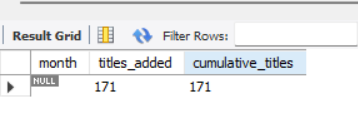 Result Grid Filter Rows:
month titles_added cumulative_titles
NULL 171 171